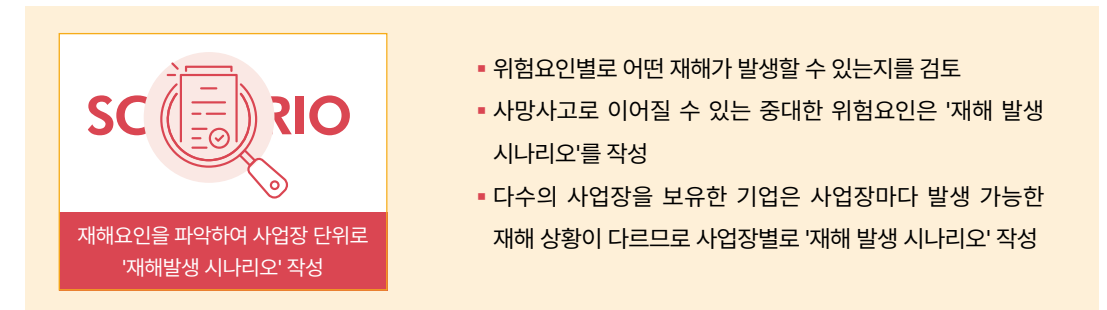 SC RIO
재해요인을 파악하여 사업장 단위로
'재해발생 시나리오' 작성
▪ 위험요인별로 어떤 재해가 발생할 수 있는지를 검토
▪ 사망사고로 이어질 수 있는 중대한 위험요인은 '재해 발생
시나리오'를 작성
▪ 다수의 사업장을 보유한 기업은 사업장마다 발생 가능한
재해 상황이 다르므로 사업장별로 '재해 발생 시나리오' 작성